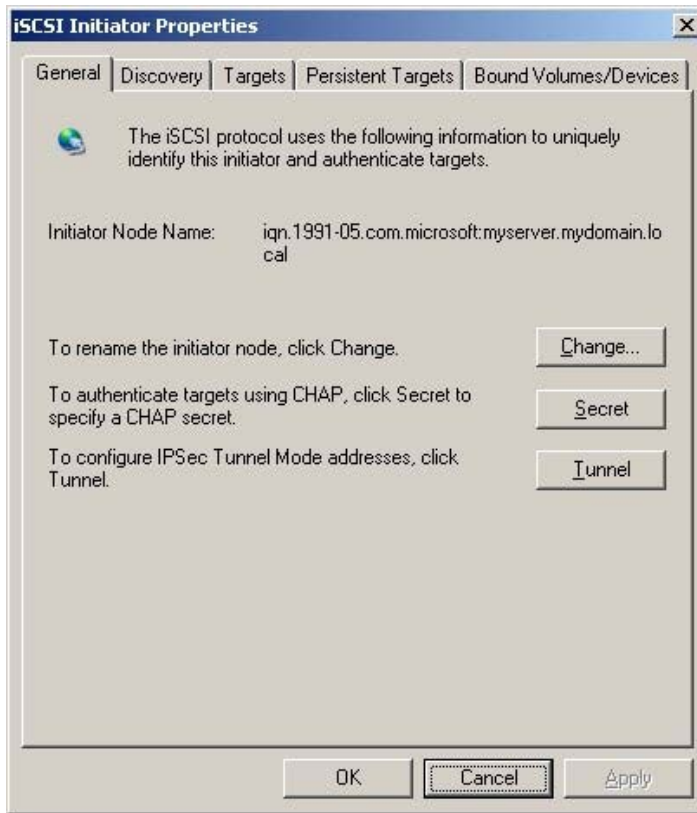 iSCSI Initiator Properties
General Discovery Targets Persistent Targets Bound Volumes/Devices
The iSCSI protocol uses the following information to uniquely
identify this initiator and authenticate targets.
Initiator Node Name: iqn.1991-05.com.microsoft:myserver.mydomain.lo
cal
To rename the initiator node, click Change. Change...
To authenticate targets using CHAP, click Secret to
specify a CHAP secret.
Secret
To configure IPSec Tunnel Mode addresses, click
Tunnel.
Tunnel
OK Cancel Apply